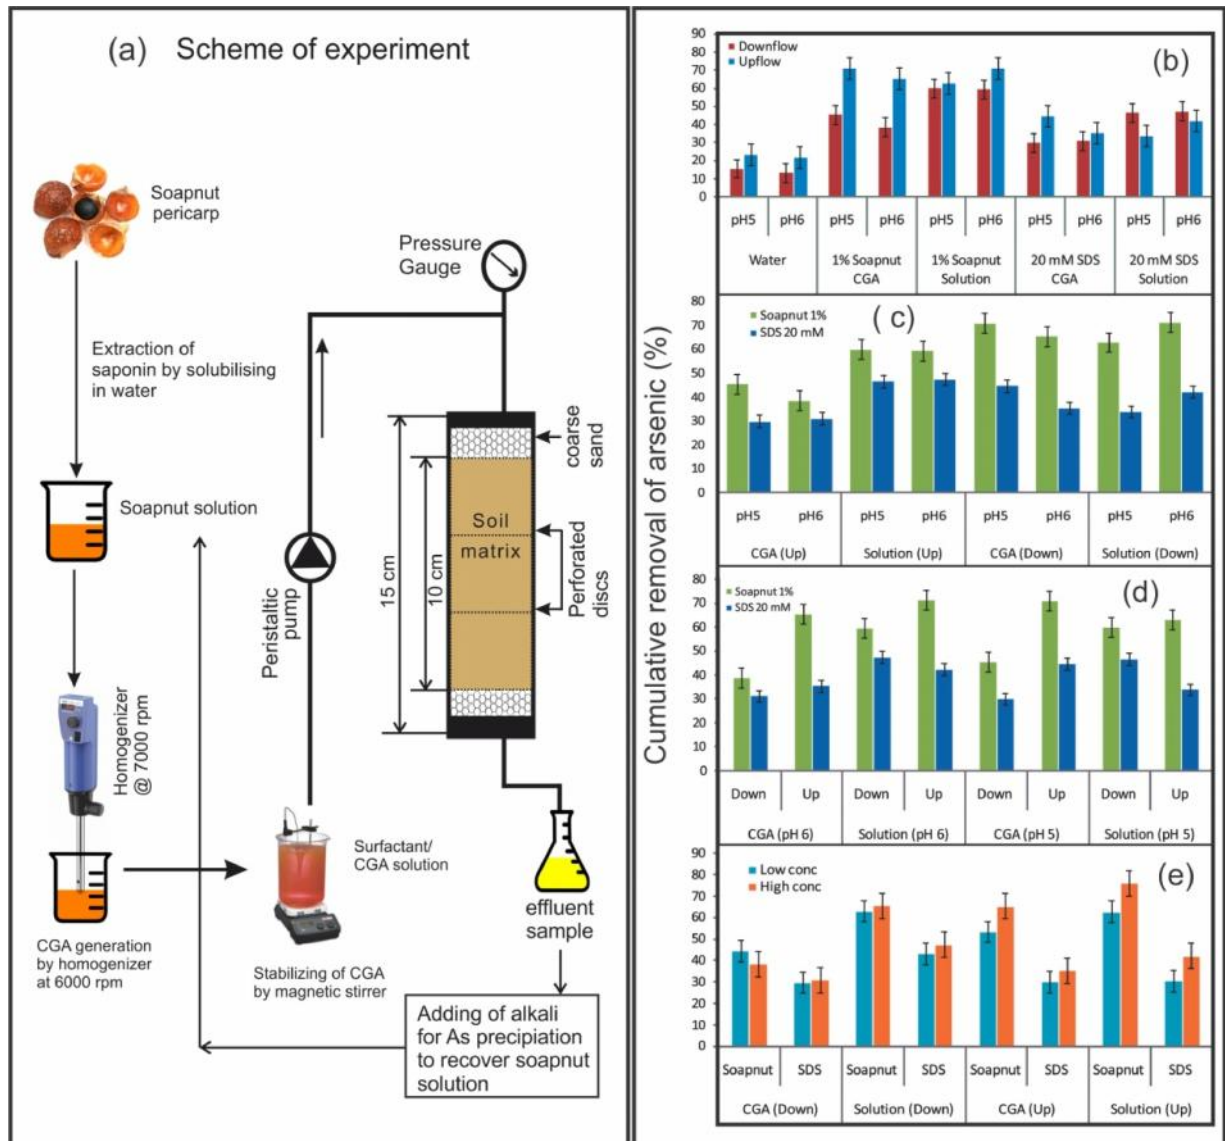 (a) Scheme of experiment
Soapnut
pericarp
Pressure
Gauge
Extraction of
saponin by solubilising
in water
coarse
sand
Soapnut solution
Soil
matrix
Perforated
discs
15 cm
10 cm
Peristaltic
pump
Homogenizer
@ 7000 rpm
Surfactant/
CGA solution
effluent
sample
CGA generation
by homogenizer
at 6000 rpm
Stabilizing of CGA
by magnetic stirrer
Adding of alkali
for As precipiation
to recover soapnut
solution
Cumulative removal of arsenic (%)
(b)
Downflow
Upflow
90
80
70
60
50
40
30
20
10
0
pH5 pH6 pH5 pH6 pH5 pH6 pH5 pH6 pH5 pH6
Water 1% Soapnut 1% Soapnut 20 mM SDS 20 mM SDS
CGA Solution CGA Solution
( c)
Soapnut 1%
SDS 20 mM
80
70
60
50
40
30
20
10
0
pH5 pH6 pH5 pH6 pH5 pH6 pH5 pH6
CGA (Up) Solution (Up) CGA (Down) Solution (Down)
(d)
Soapnut 1%
SDS 20 mM
80
70
60
50
40
30
20
10
0
Down Up Down Up Down Up Down Up
CGA (pH 6) Solution (pH 6) CGA (pH 5) Solution (pH 5)
(e)
Low conc
High conc
90
80
70
60
50
40
30
20
10
0
Soapnut SDS Soapnut SDS Soapnut SDS Soapnut SDS
CGA (Down) Solution (Down) CGA (Up) Solution (Up)